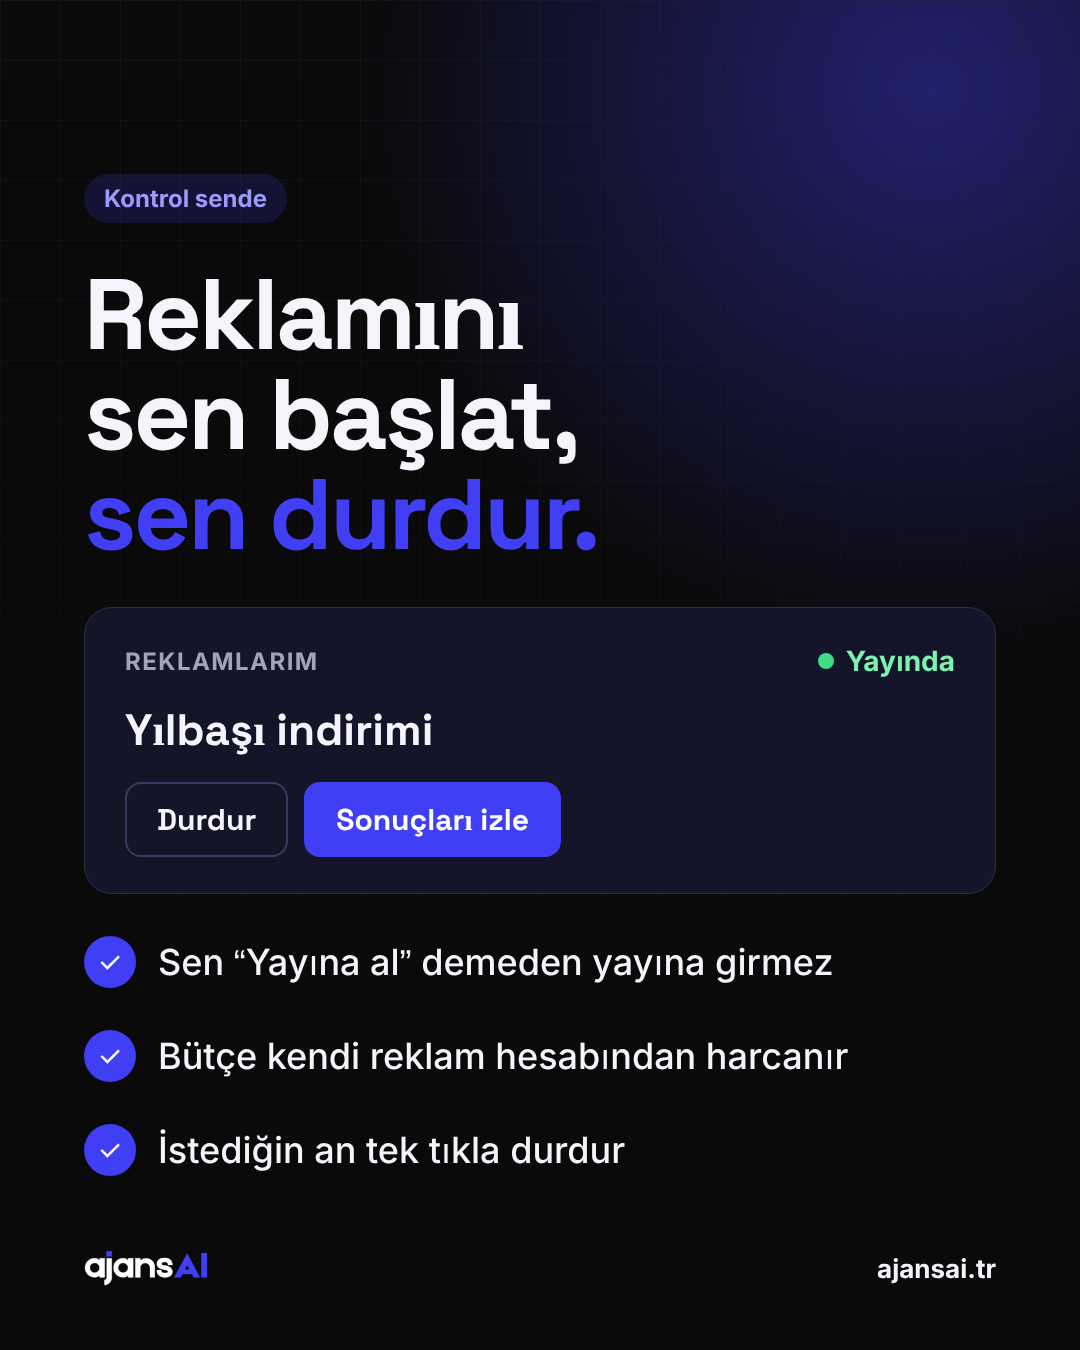 Kontrol sende
Reklamını
sen başlat,
sen durdur.
REKLAMLARIM
Yayında
Yılbaşı indirimi
Durdur
Sonuçları izle
Sen “Yayına al” demeden yayına girmez
Bütçe kendi reklam hesabından harcanır
İstediğin an tek tıkla durdur
ajansAI
ajansai.tr